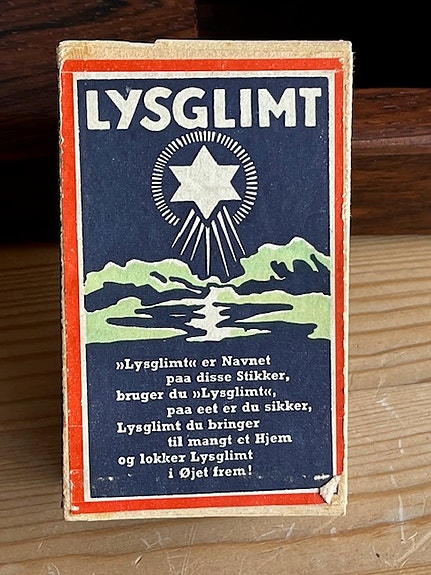 LYSGLIMT
»Lysglimt« er Navnet
paa disse Stikker,
bruger du »Lysglimt«,
paa eet er du sikker,
Lysglimt du bringer
til mangt et Hjem
og lokker Lysglimt
i Øjet frem!